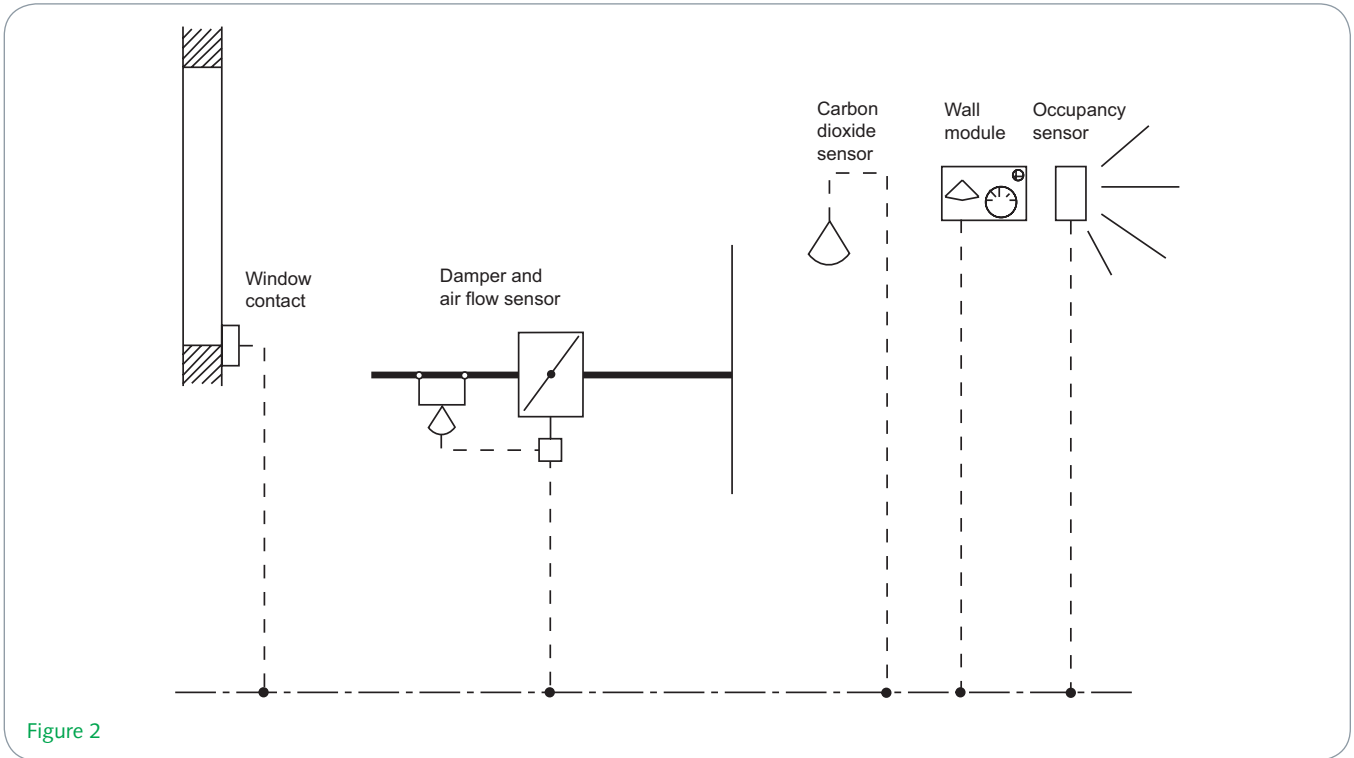 Carbon
dioxide
sensor
Wall
module
Occupancy
sensor
Window
contact
Damper and
air flow sensor
Figure 2